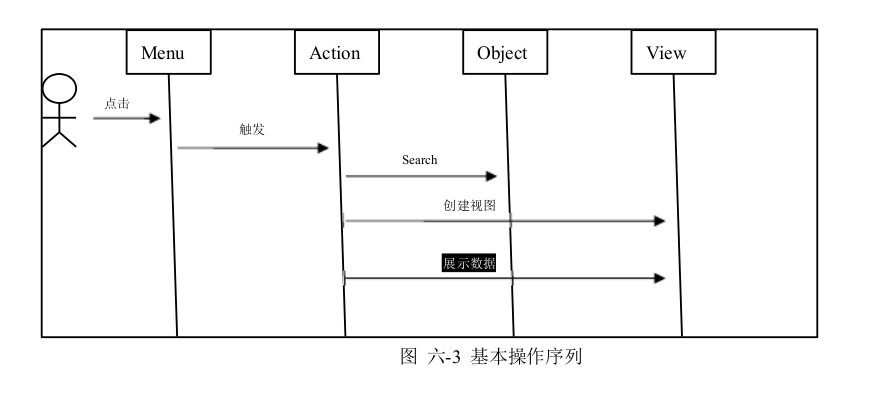 Menu
Action
Object
View
点击
触发
Search
创建视图
展示数据
图 六-3 基本操作序列